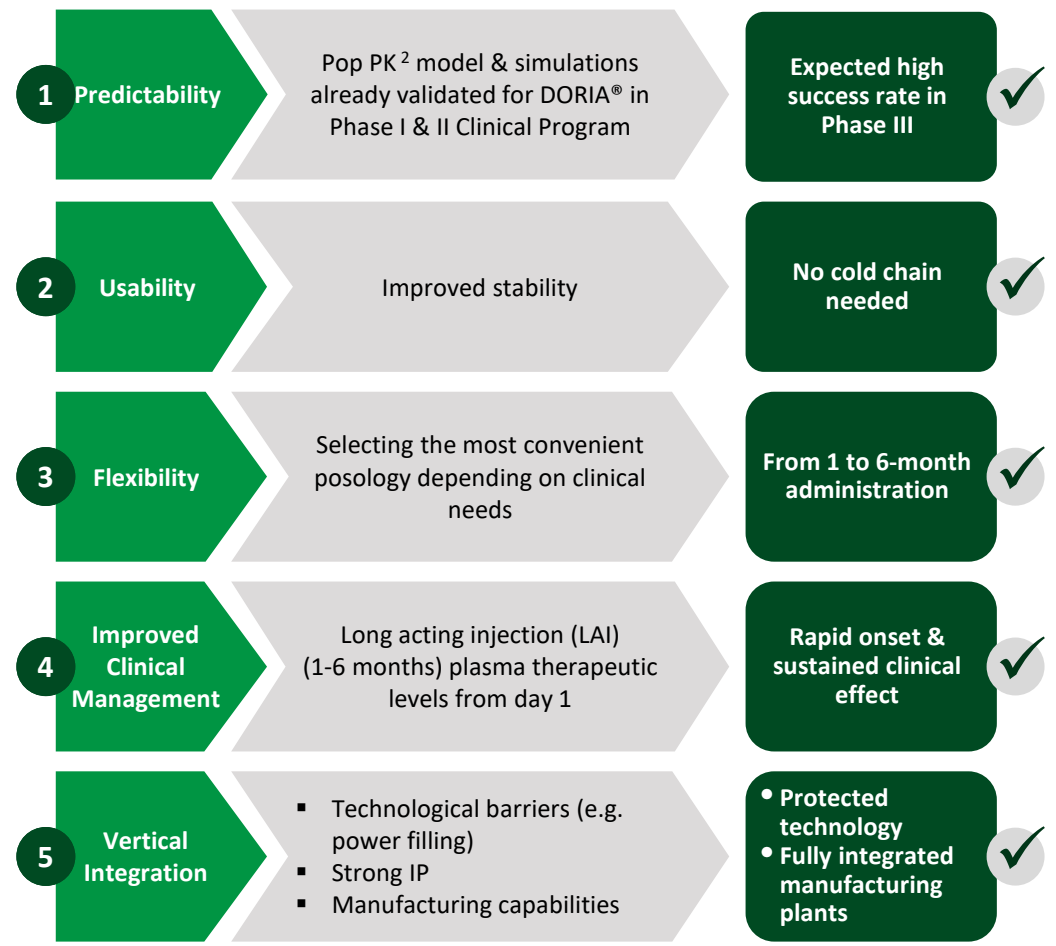 1
Predictability
Pop PK 2 model & simulations
already validated for DORIA® in
Phase I & II Clinical Program
Expected high
success rate in
Phase III
2
Usability
Improved stability
No cold chain
needed
3
Flexibility
Selecting the most convenient
posology depending on clinical
needs
From 1 to 6-month
administration
4
Improved
Clinical
Management
Long acting injection (LAI)
(1-6 months) plasma therapeutic
levels from day 1
Rapid onset &
sustained clinical
effect
5
Vertical
Integration
▪ Technological barriers (e.g.
power filling)
▪ Strong IP
▪ Manufacturing capabilities
• Protected
technology
• Fully integrated
manufacturing
plants